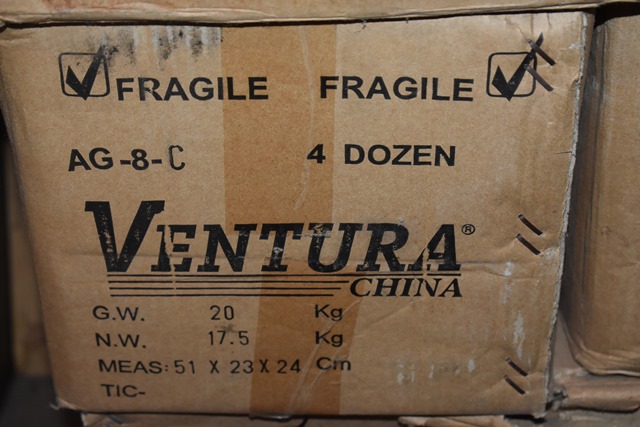 FRAGILE FRAGILE
AG-8-C 4 DOZEN
VENTURA®
CHINA
G.W. 20 Kg
N.W. 17.5 Kg
MEAS: 51 X 23 X 24 Cm
TIC-